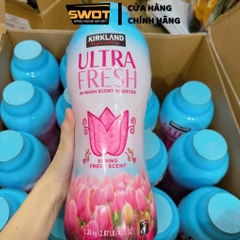 SWOT
CỬA HÀNG
CHÍNH HÃNG
KIRKLAND
ULTRA
FRESH
IN-WASH SCENT BOOSTER
SPRING
FRESH SCENT